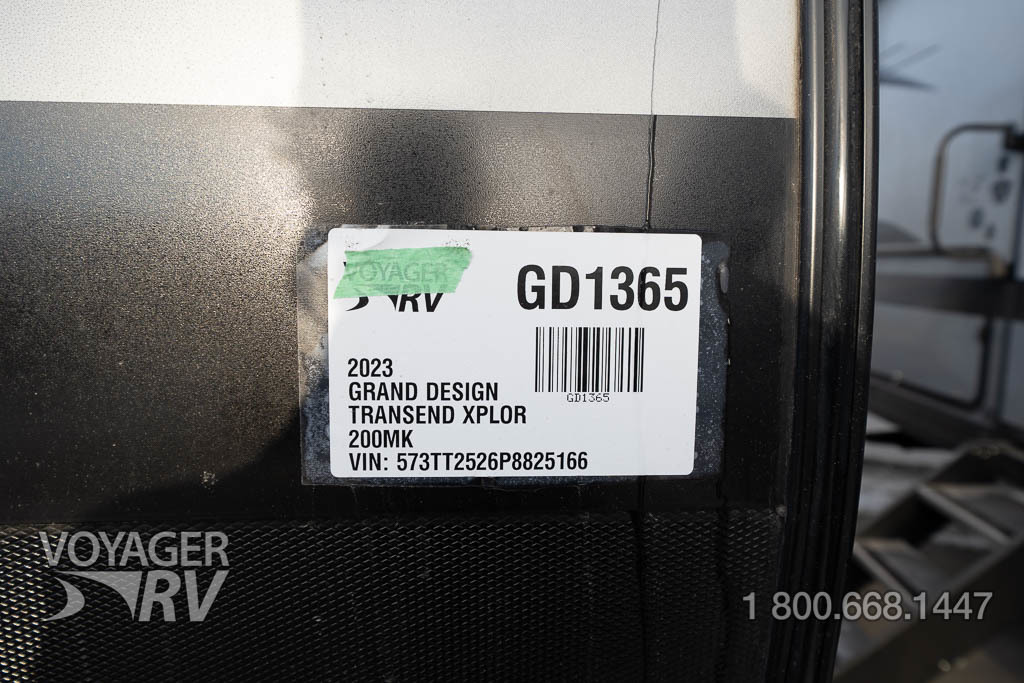 VOYAGER
RV
GD1365
GD1365
2023
GRAND DESIGN
TRANSEND XPLOR
200MK
VIN: 573TT2526P8825166
VOYAGER
RV
1 800.668.1447